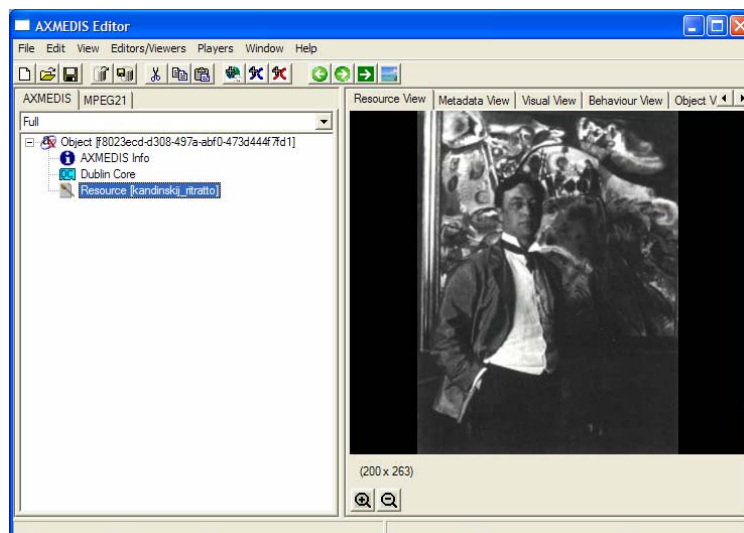 AXMEDIS Editor
File Edit View Editors/Viewers Players Window Help
AXMEDIS MPEG21
Full
Object [f8023ecd-d308-497a-abf0-473d444f7fd1]
AXMEDIS Info
Dublin Core
Resource [kandinskij_ritratto]
Resource View Metadata View Visual View Behaviour View Object V
(200 x 263)